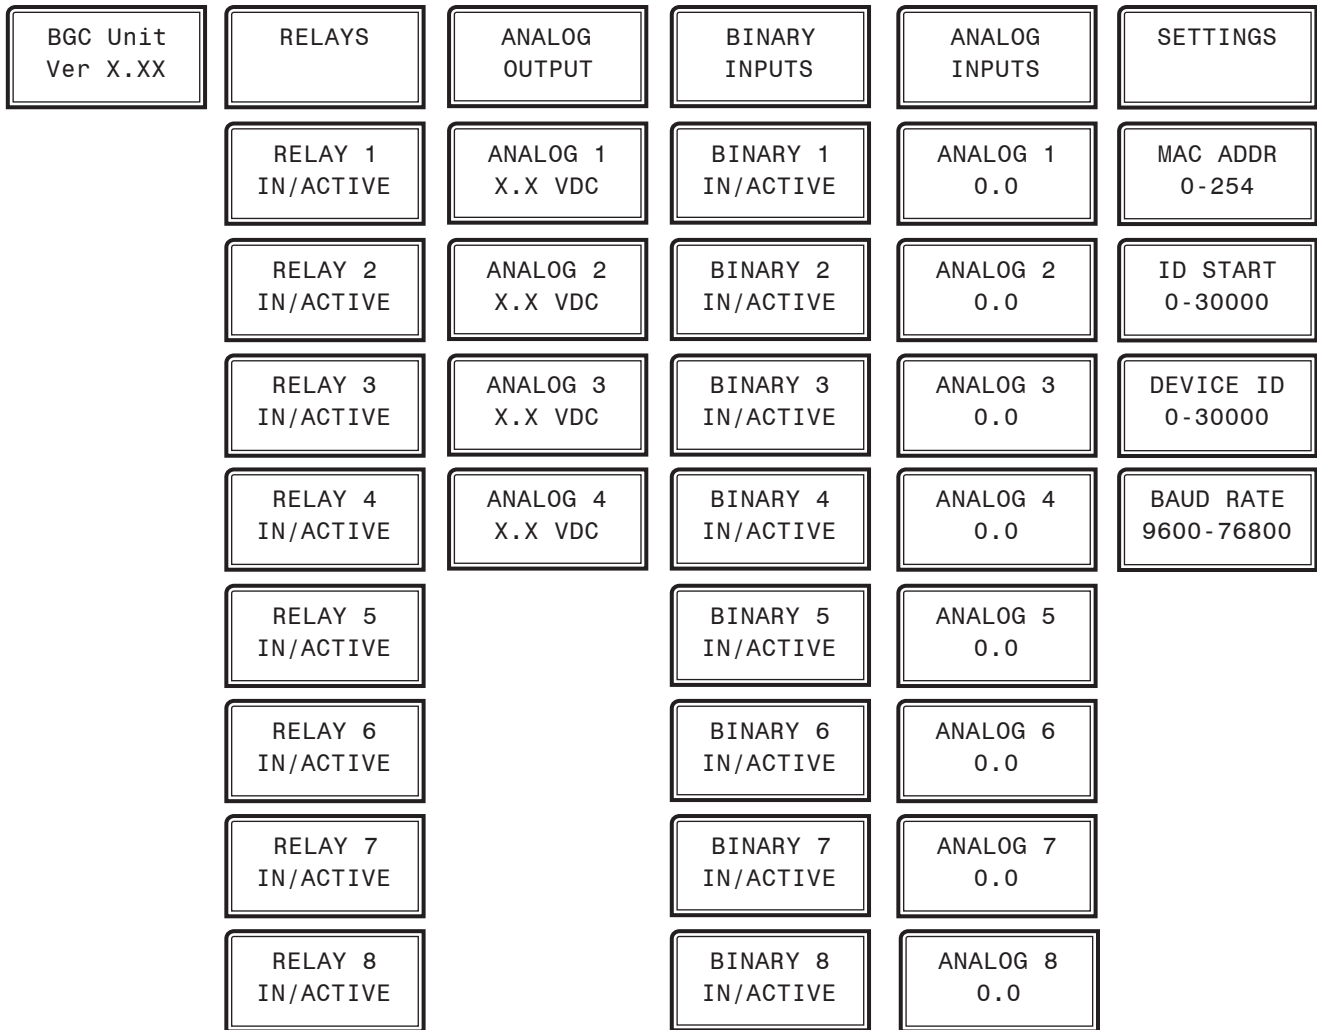 BGC Unit
Ver X.XX
RELAYS
ANALOG
OUTPUT
BINARY
INPUTS
ANALOG
INPUTS
SETTINGS
RELAY 1
IN/ACTIVE
ANALOG 1
X.X VDC
BINARY 1
IN/ACTIVE
ANALOG 1
0.0
MAC ADDR
0-254
RELAY 2
IN/ACTIVE
ANALOG 2
X.X VDC
BINARY 2
IN/ACTIVE
ANALOG 2
0.0
ID START
0-30000
RELAY 3
IN/ACTIVE
ANALOG 3
X.X VDC
BINARY 3
IN/ACTIVE
ANALOG 3
0.0
DEVICE ID
0-30000
RELAY 4
IN/ACTIVE
ANALOG 4
X.X VDC
BINARY 4
IN/ACTIVE
ANALOG 4
0.0
BAUD RATE
9600-76800
RELAY 5
IN/ACTIVE
BINARY 5
IN/ACTIVE
ANALOG 5
0.0
RELAY 6
IN/ACTIVE
BINARY 6
IN/ACTIVE
ANALOG 6
0.0
RELAY 7
IN/ACTIVE
BINARY 7
IN/ACTIVE
ANALOG 7
0.0
RELAY 8
IN/ACTIVE
BINARY 8
IN/ACTIVE
ANALOG 8
0.0